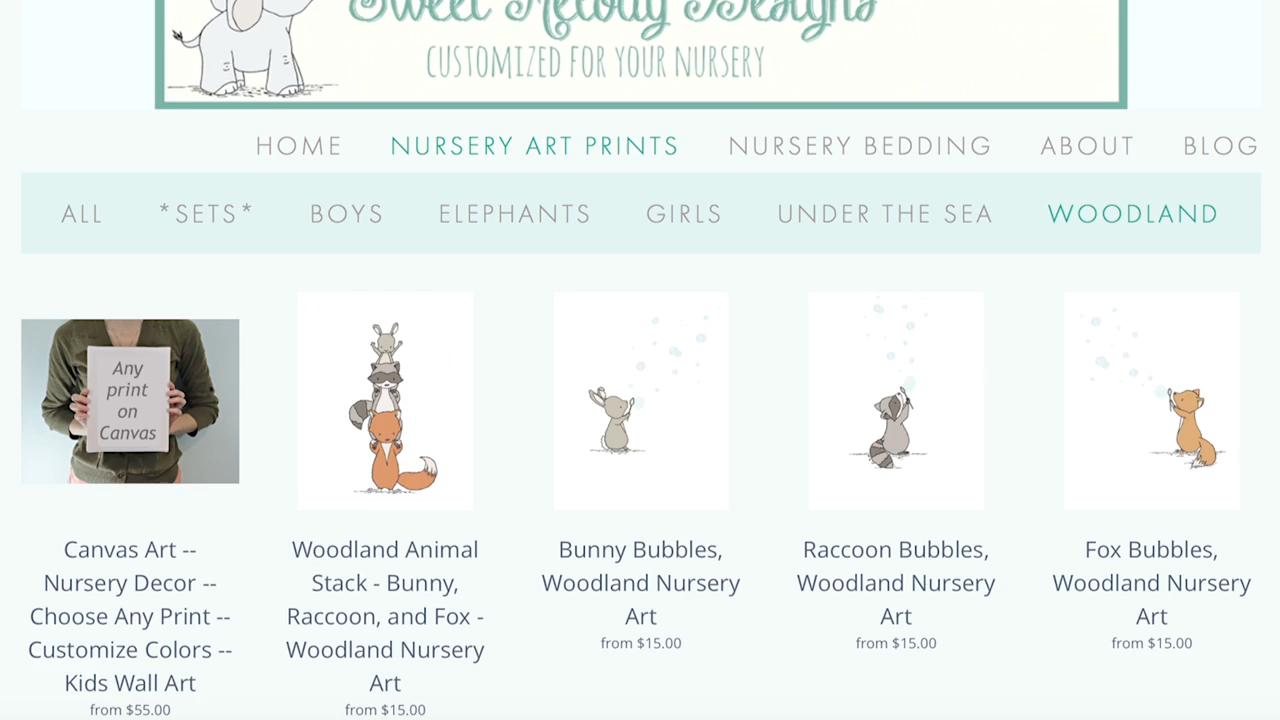 Sweet Melody Designs
CUSTOMIZED FOR YOUR NURSERY
HOME NURSERY ART PRINTS NURSERY BEDDING ABOUT BLOG
ALL *SETS* BOYS ELEPHANTS GIRLS UNDER THE SEA WOODLAND
Any
print
on
Canvas
Canvas Art --
Nursery Decor --
Choose Any Print --
Customize Colors --
Kids Wall Art
from $55.00
Woodland Animal
Stack - Bunny,
Raccoon, and Fox -
Woodland Nursery
Art
from $15.00
Bunny Bubbles,
Woodland Nursery
Art
from $15.00
Raccoon Bubbles,
Woodland Nursery
Art
from $15.00
Fox Bubbles,
Woodland Nursery
Art
from $15.00